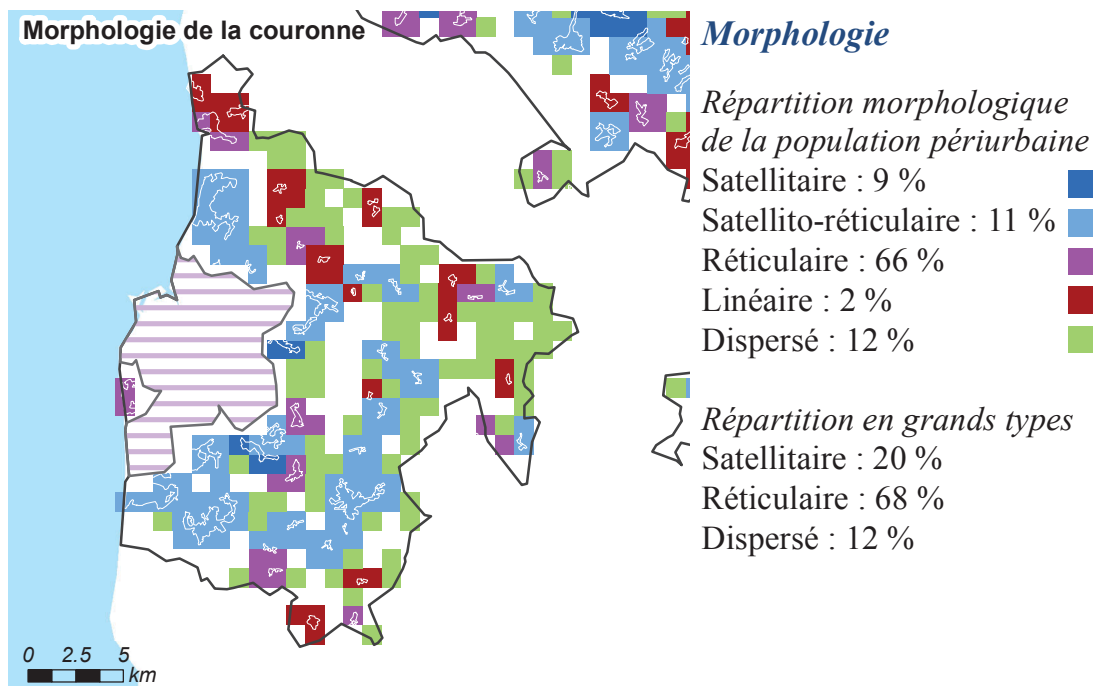 Morphologie de la couronne
0 2.5 5
km
Morphologie
Répartition morphologique
de la population périurbaine
Satellitaire : 9 %
Satellito-réticulaire : 11 %
Réticulaire : 66 %
Linéaire : 2 %
Dispersé : 12 %
Répartition en grands types
Satellitaire : 20 %
Réticulaire : 68 %
Dispersé : 12 %